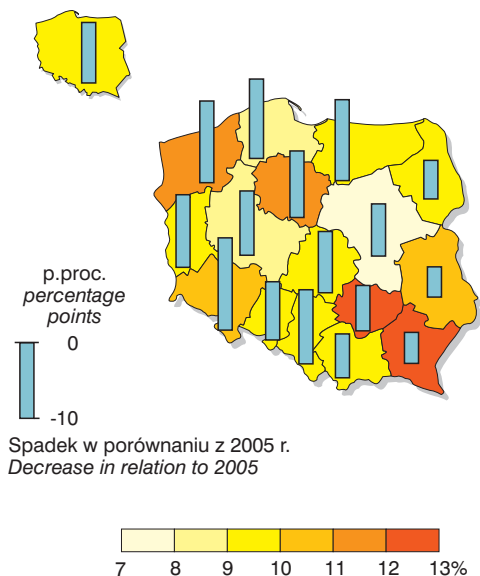 p.proc.
percentage
points
0
-10
Spadek w porównaniu z 2005 r.
Decrease in relation to 2005
7 8 9 10 11 12 13%